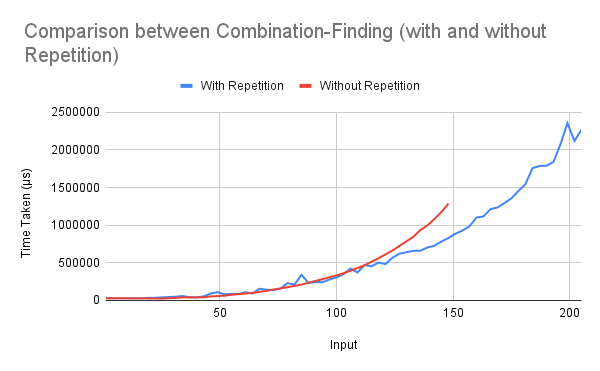 Comparison between Combination-Finding (with and without
Repetition)
With Repetition
Without Repetition
2500000
2000000
1500000
1000000
500000
0
Time Taken (µs)
50
100
150
200
Input